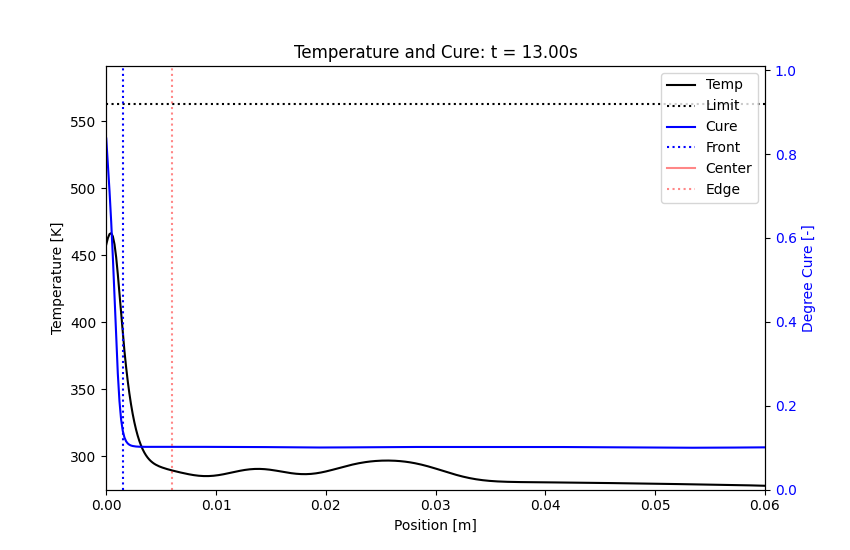 Temperature and Cure: t = 13.00s
Temp
Limit
Cure
Front
Center
Edge
550
500
450
400
350
300
Temperature [K]
1.0
0.8
0.6
0.4
0.2
0.0
Degree Cure [-]
0.00
0.01
0.02
0.03
0.04
0.05
0.06
Position [m]